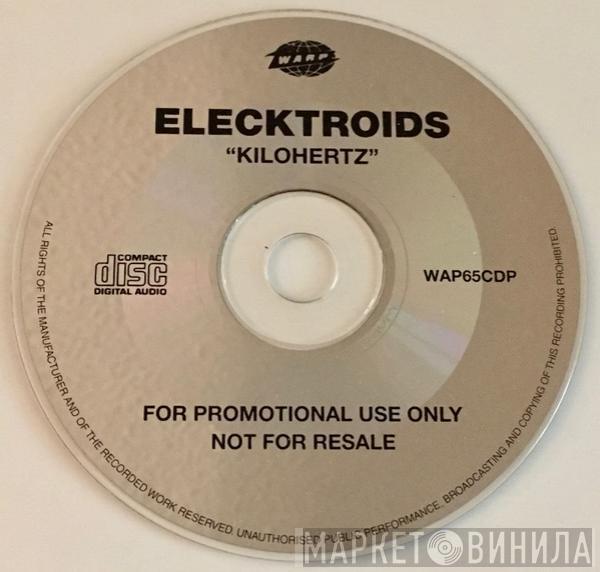 WARP
ELECKTROIDS
“KILOHERTZ”
COMPACT
disc
DIGITAL AUDIO
WAP65CDP
FOR PROMOTIONAL USE ONLY
NOT FOR RESALE
ALL RIGHTS OF THE MANUFACTURER AND OF THE RECORDED WORK RESERVED. UNAUTHORISED PUBLIC PERFORMANCE, BROADCASTING AND COPYING OF THIS RECORDING PROHIBITED.
МАРКЕТ ВИНИЛА